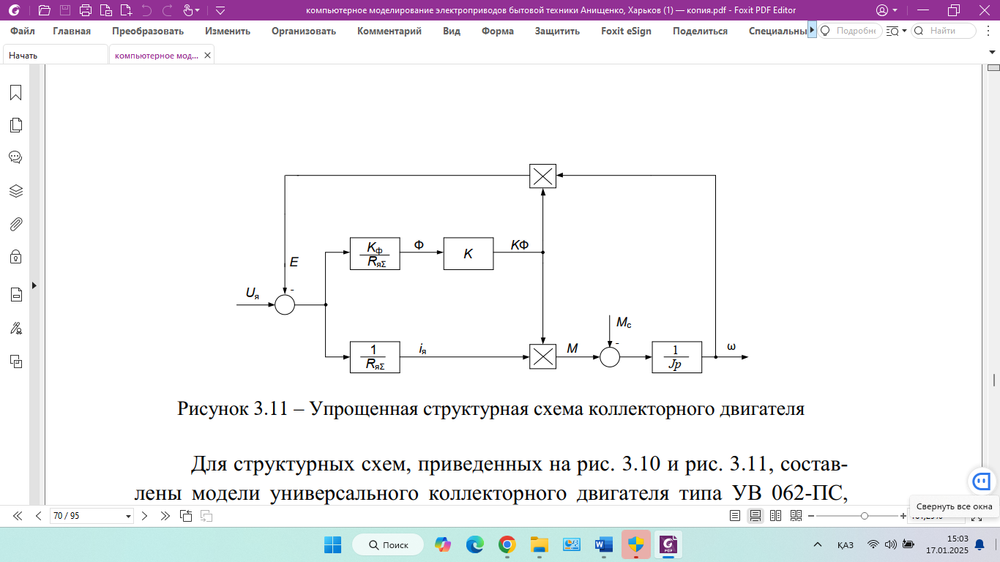 компьютерное моделирование электроприводов бытовой техники Анищенко, Харьков (1) — копия.pdf - Foxit PDF Editor
Файл Главная Преобразовать Изменить Организовать Комментарий Вид Форма Защитить Foxit eSign Поделиться Специальны Подробне Найти
Начать компьютерное мод...
E
Uя
-
Kф
RяΣ
Ф
K
KФ
1
RяΣ
iя
M
Mс
-
1
Jp
ω
Рисунок 3.11 – Упрощенная структурная схема коллекторного двигателя
Для структурных схем, приведенных на рис. 3.10 и рис. 3.11, состав-
лены модели универсального коллекторного двигателя типа УВ 062-ПС,
Свернуть все окна
70 / 95
Поиск
PDF
ҚАЗ
15:03
17.01.2025